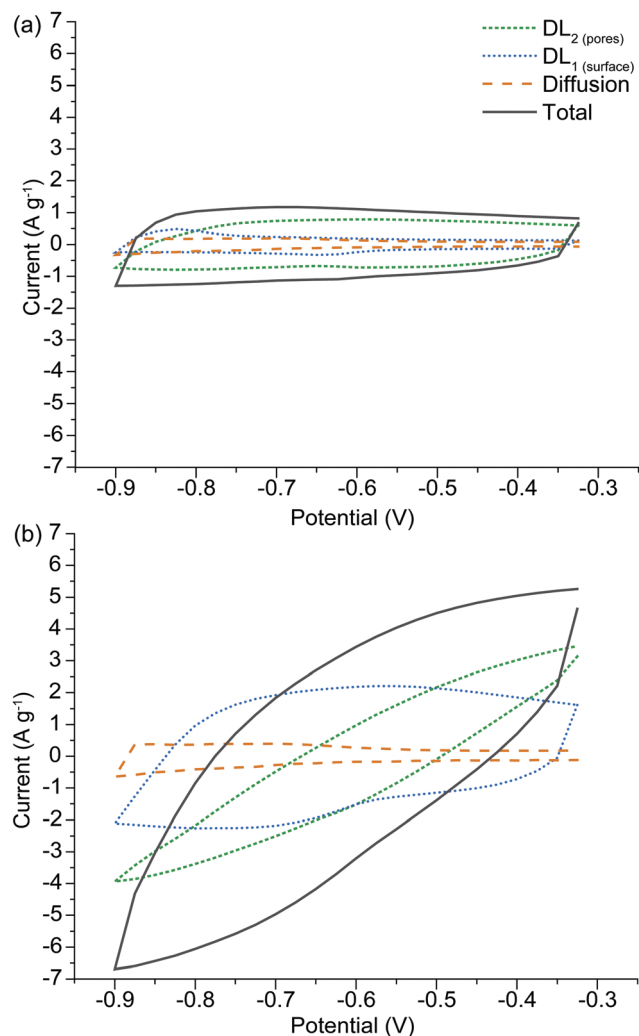 (a)
DL2 (pores)
DL1 (surface)
Diffusion
Total
7
6
5
4
3
2
1
0
-1
-2
-3
-4
-5
-6
-7
Current (A g⁻¹)
-0.9 -0.8 -0.7 -0.6 -0.5 -0.4 -0.3
Potential (V)
(b)
7
6
5
4
3
2
1
0
-1
-2
-3
-4
-5
-6
-7
Current (A g⁻¹)
-0.9 -0.8 -0.7 -0.6 -0.5 -0.4 -0.3
Potential (V)